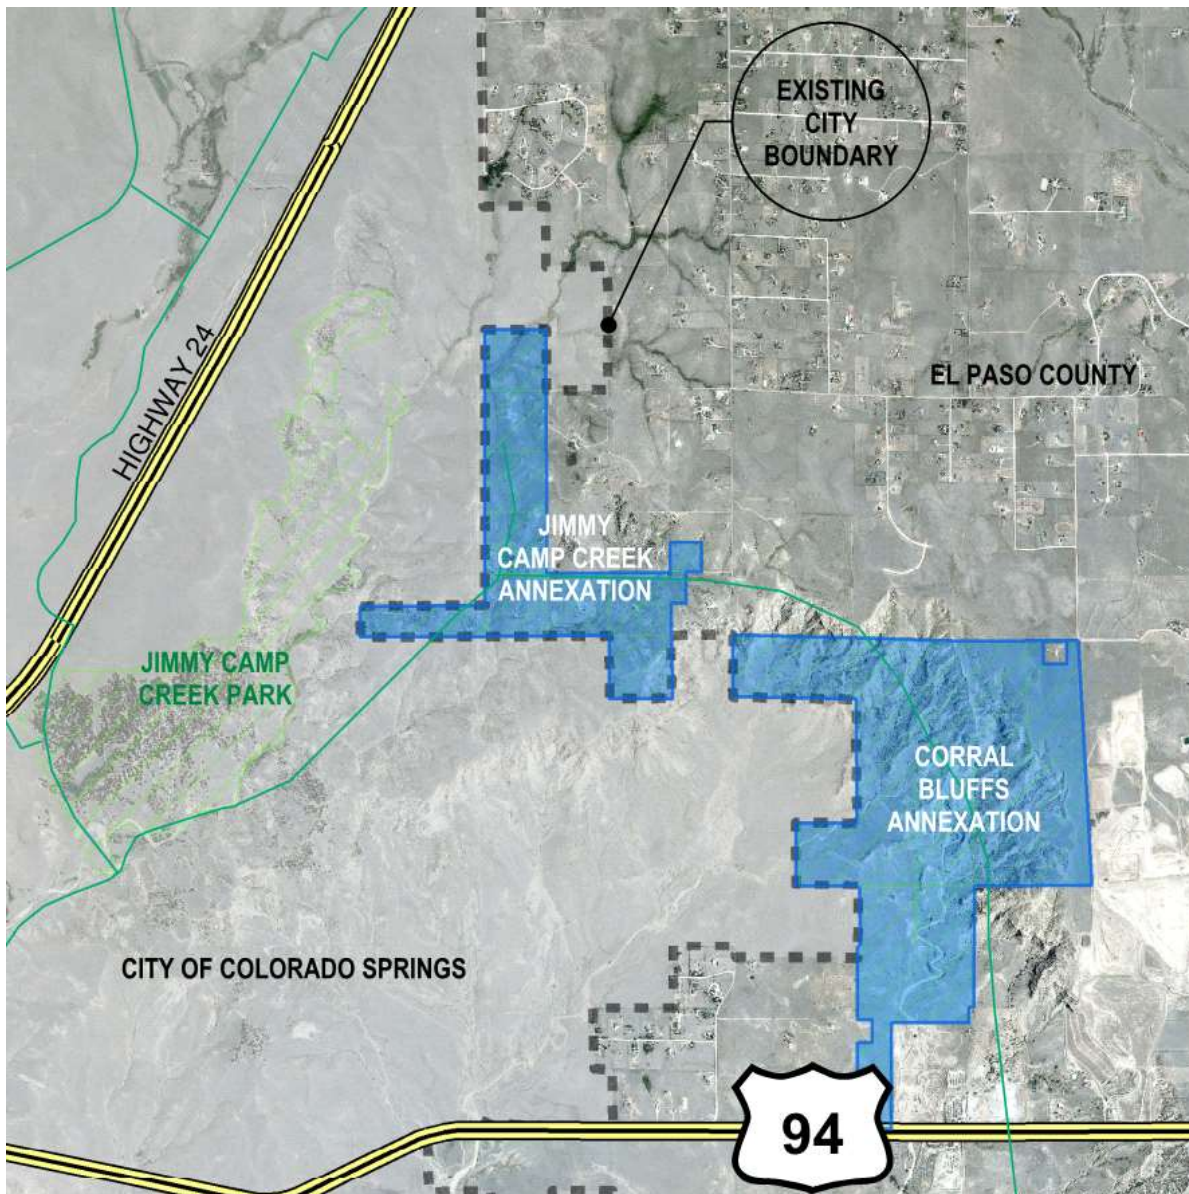 EXISTING
CITY
BOUNDARY
HIGHWAY 24
EL PASO COUNTY
JIMMY
CAMP CREEK
ANNEXATION
JIMMY CAMP
CREEK PARK
CORRAL
BLUFFS
ANNEXATION
CITY OF COLORADO SPRINGS
94